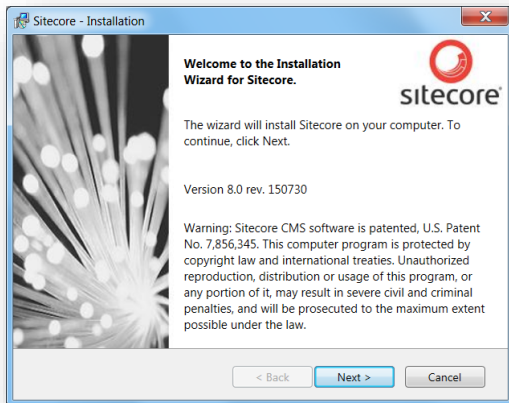 Sitecore - Installation
Welcome to the Installation
Wizard for Sitecore.
sitecore
The wizard will install Sitecore on your computer. To
continue, click Next.
Version 8.0 rev. 150730
Warning: Sitecore CMS software is patented, U.S. Patent
No. 7,856,345. This computer program is protected by
copyright law and international treaties. Unauthorized
reproduction, distribution or usage of this program, or
any portion of it, may result in severe civil and criminal
penalties, and will be prosecuted to the maximum extent
possible under the law.
< Back Next > Cancel